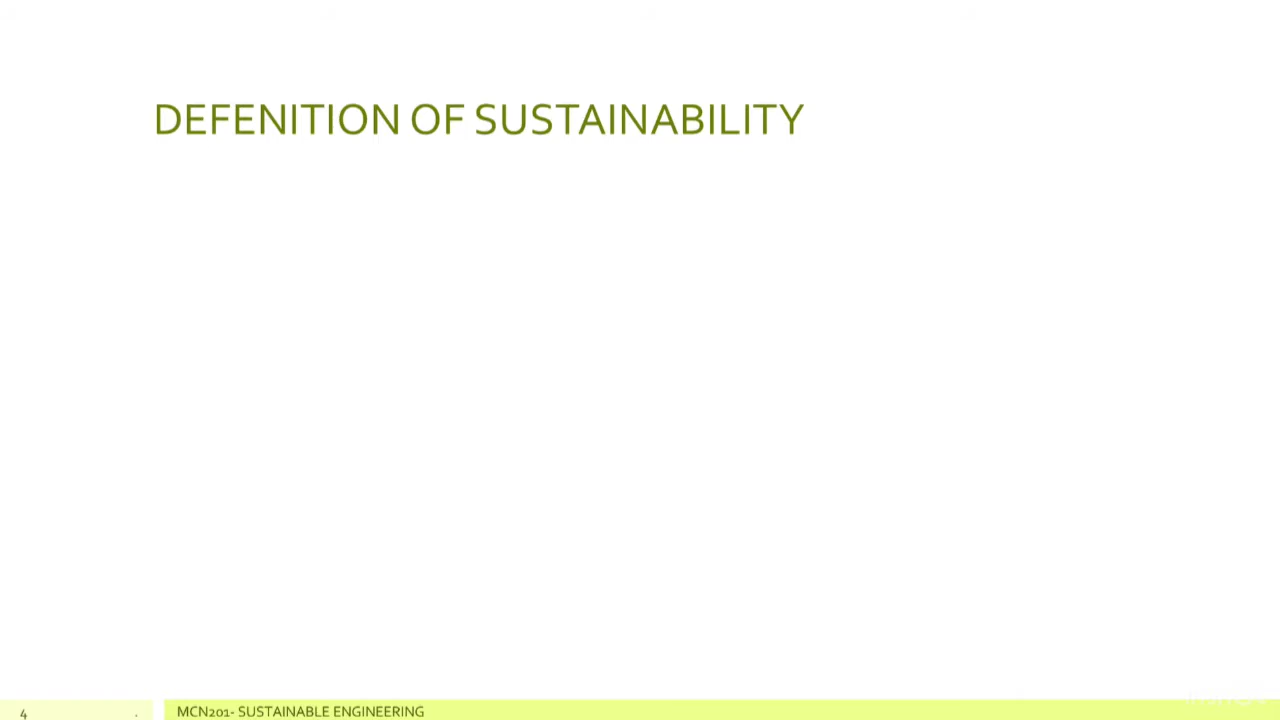 DEFENITION OF SUSTAINABILITY
4 . MCN201- SUSTAINABLE ENGINEERING